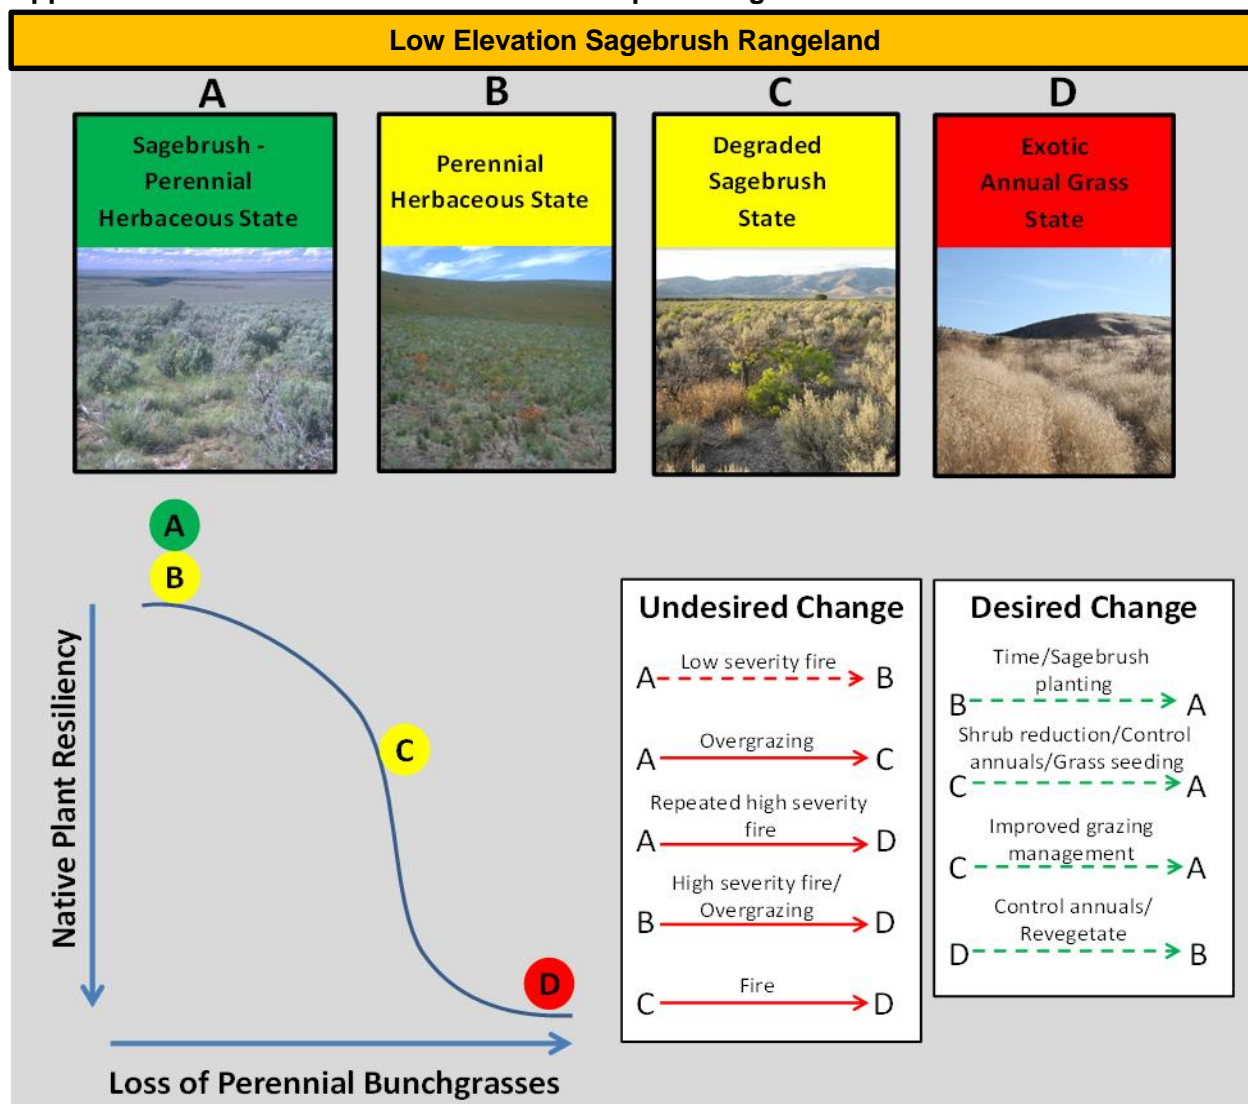 Low Elevation Sagebrush Rangeland
A
B
C
D
Sagebrush -
Perennial
Herbaceous State
Perennial
Herbaceous State
Degraded
Sagebrush
State
Exotic
Annual Grass
State
A
B
C
D
Native Plant Resiliency
Loss of Perennial Bunchgrasses
Undesired Change
Low severity fire
A B
Overgrazing
A C
Repeated high severity
fire
A D
High severity fire/
Overgrazing
B D
Fire
C D
Desired Change
Time/Sagebrush
planting
B A
Shrub reduction/Control
annuals/Grass seeding
C A
Improved grazing
management
C A
Control annuals/
Revegetate
D B